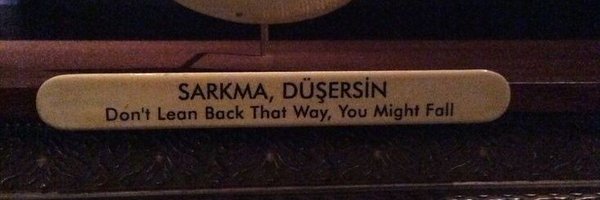 SARKMA, DÜŞERSİN
Don't Lean Back That Way, You Might Fall